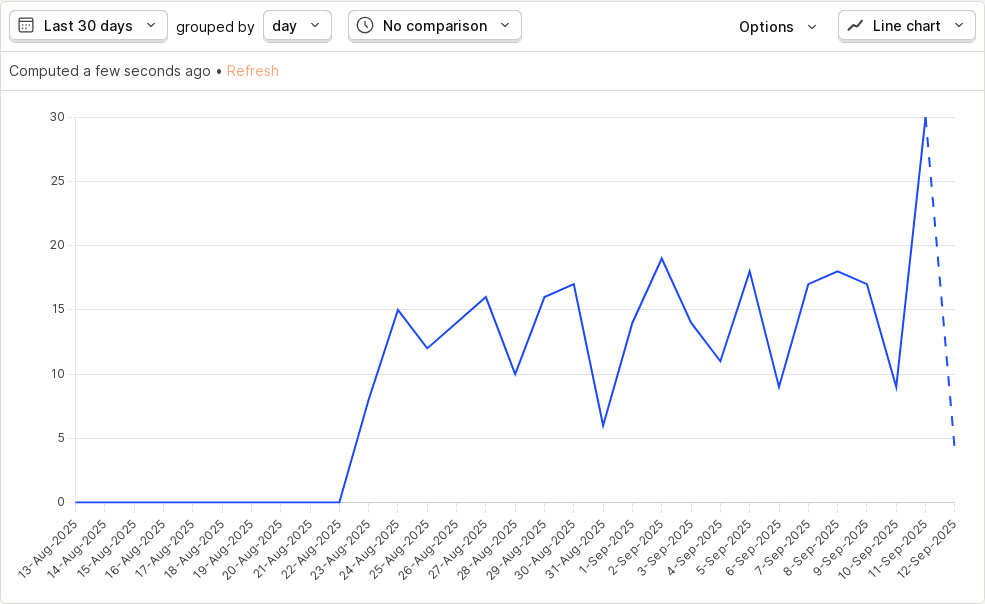 Last 30 days grouped by day No comparison Options Line chart
Computed a few seconds ago • Refresh
30
25
20
15
10
5
0
13-Aug-2025
14-Aug-2025
15-Aug-2025
16-Aug-2025
17-Aug-2025
18-Aug-2025
19-Aug-2025
20-Aug-2025
21-Aug-2025
22-Aug-2025
23-Aug-2025
24-Aug-2025
25-Aug-2025
26-Aug-2025
27-Aug-2025
28-Aug-2025
29-Aug-2025
30-Aug-2025
31-Aug-2025
1-Sep-2025
2-Sep-2025
3-Sep-2025
4-Sep-2025
5-Sep-2025
6-Sep-2025
7-Sep-2025
8-Sep-2025
9-Sep-2025
10-Sep-2025
11-Sep-2025
12-Sep-2025